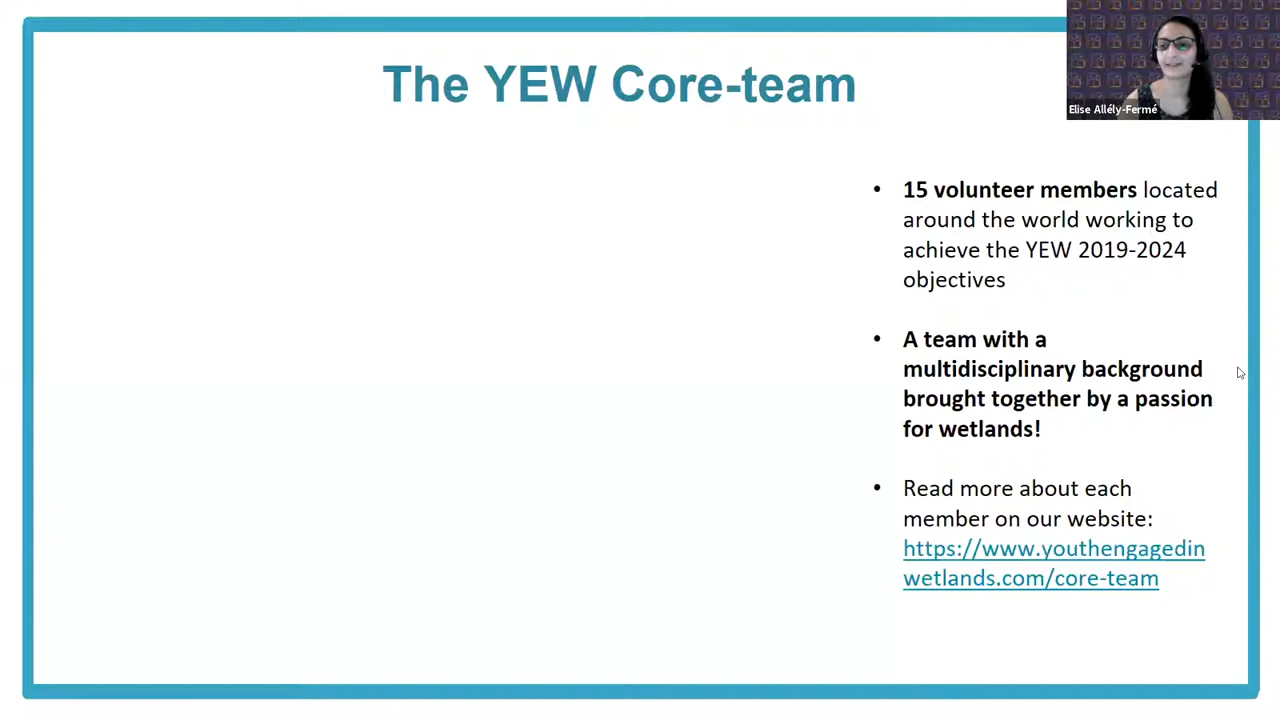 The YEW Core-team
Elise Allély-Fermé
• 15 volunteer members located
around the world working to
achieve the YEW 2019-2024
objectives
• A team with a
multidisciplinary background
brought together by a passion
for wetlands!
• Read more about each
member on our website:
https://www.youthengagedin
wetlands.com/core-team